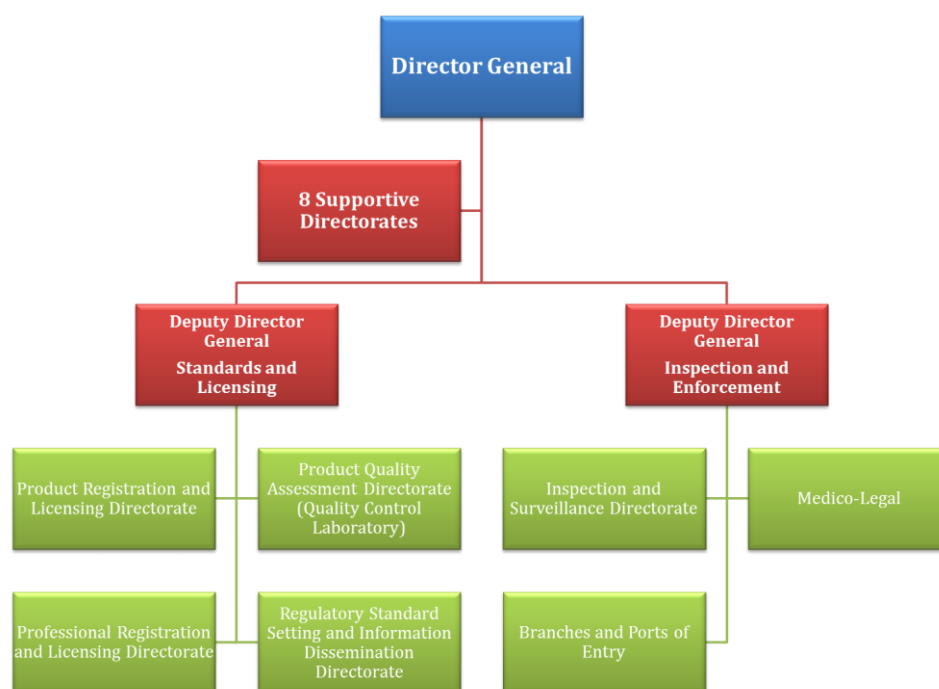 Director General
8 Supportive
Directorates
Deputy Director
General
Standards and
Licensing
Deputy Director
General
Inspection and
Enforcement
Product Registration and
Licensing Directorate
Product Quality
Assessment Directorate
(Quality Control
Laboratory)
Inspection and
Surveillance Directorate
Medico-Legal
Professional Registration
and Licensing Directorate
Regulatory Standard
Setting and Information
Dissemination
Directorate
Branches and Ports of
Entry